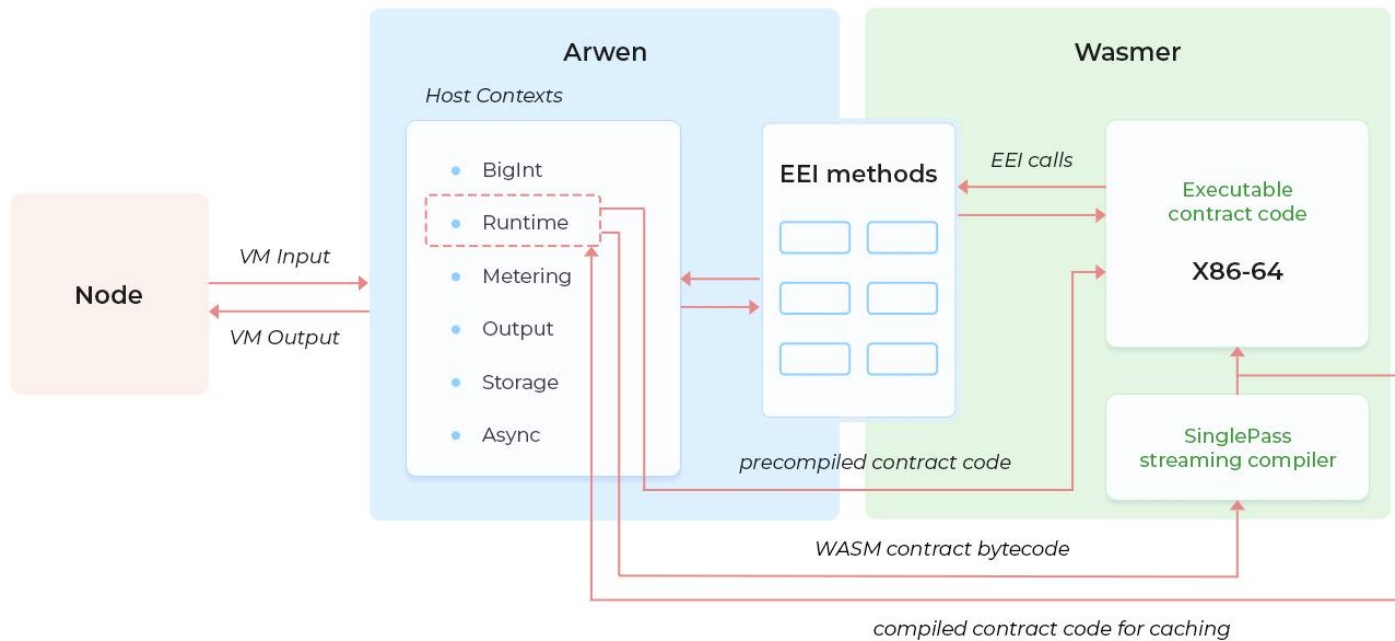 Arwen
Wasmer
Host Contexts
BigInt
Runtime
Metering
Output
Storage
Async
EEI methods
EEI calls
Executable
contract code
X86-64
Node
VM Input
VM Output
SinglePass
streaming compiler
precompiled contract code
WASM contract bytecode
compiled contract code for caching